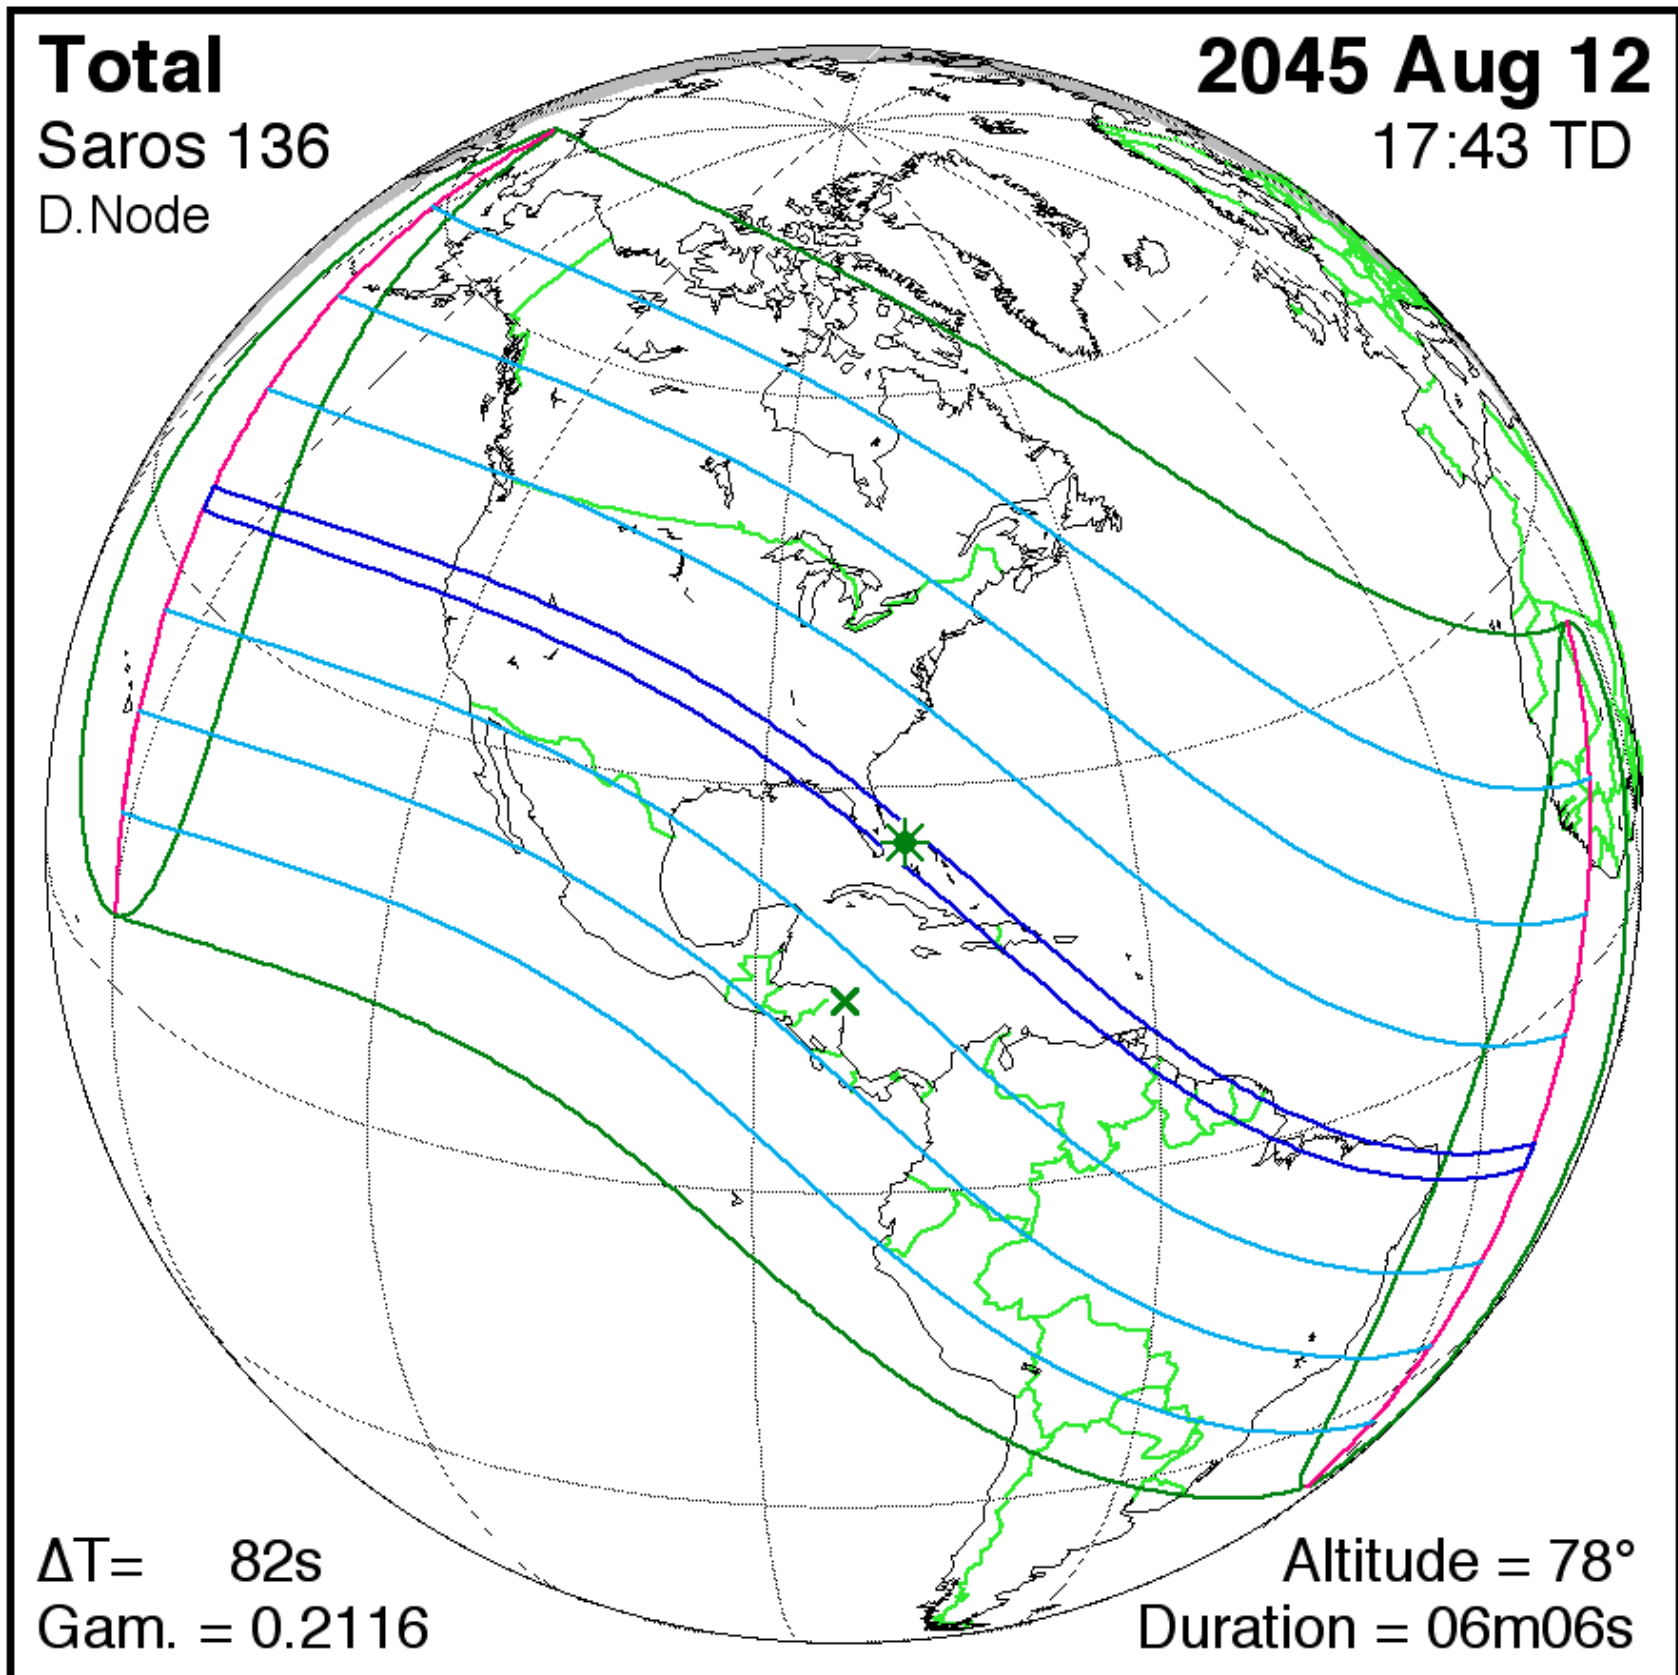 Total
Saros 136
D.Node
2045 Aug 12
17:43 TD
ΔT= 82s
Gam. = 0.2116
Altitude = 78°
Duration = 06m06s